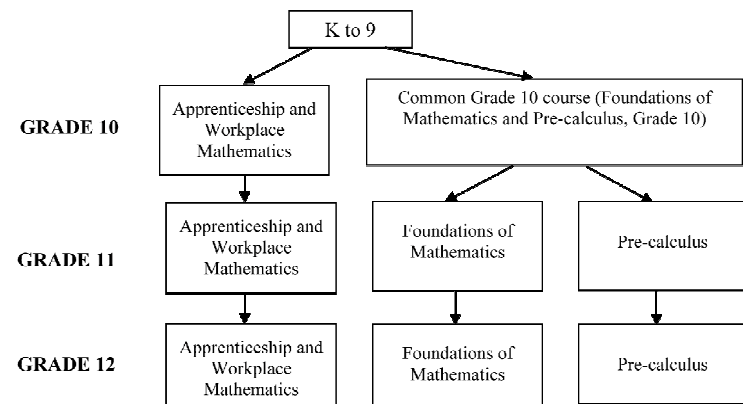 K to 9
GRADE 10
Apprenticeship and
Workplace
Mathematics
Common Grade 10 course (Foundations of
Mathematics and Pre-calculus, Grade 10)
GRADE 11
Apprenticeship and
Workplace
Mathematics
Foundations of
Mathematics
Pre-calculus
GRADE 12
Apprenticeship and
Workplace
Mathematics
Foundations of
Mathematics
Pre-calculus